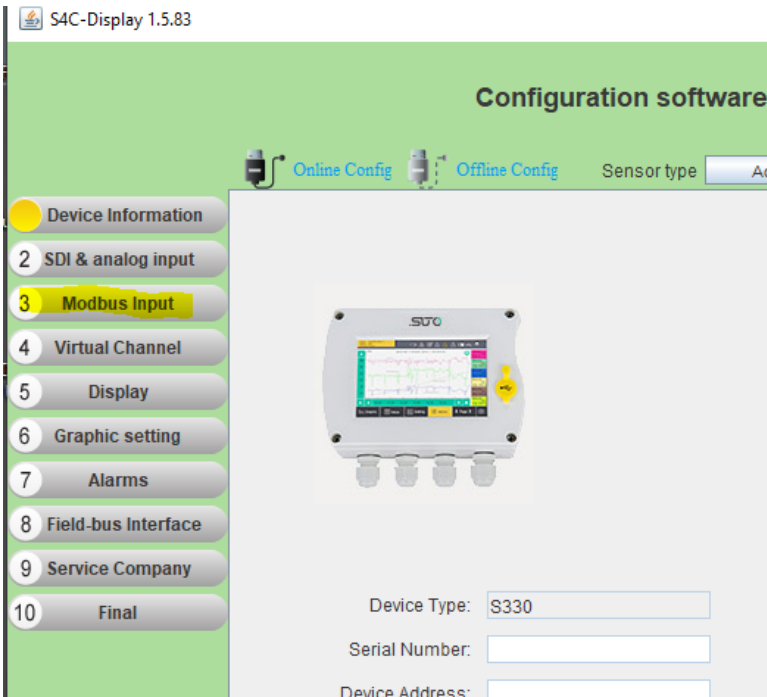 S4C-Display 1.5.83
Configuration software
Online Config
Offline Config
Sensor type
Device Information
2 SDI & analog input
3 Modbus Input
4 Virtual Channel
5 Display
6 Graphic setting
7 Alarms
8 Field-bus Interface
9 Service Company
10 Final
SUTO
Device Type: S330
Serial Number:
Device Address: